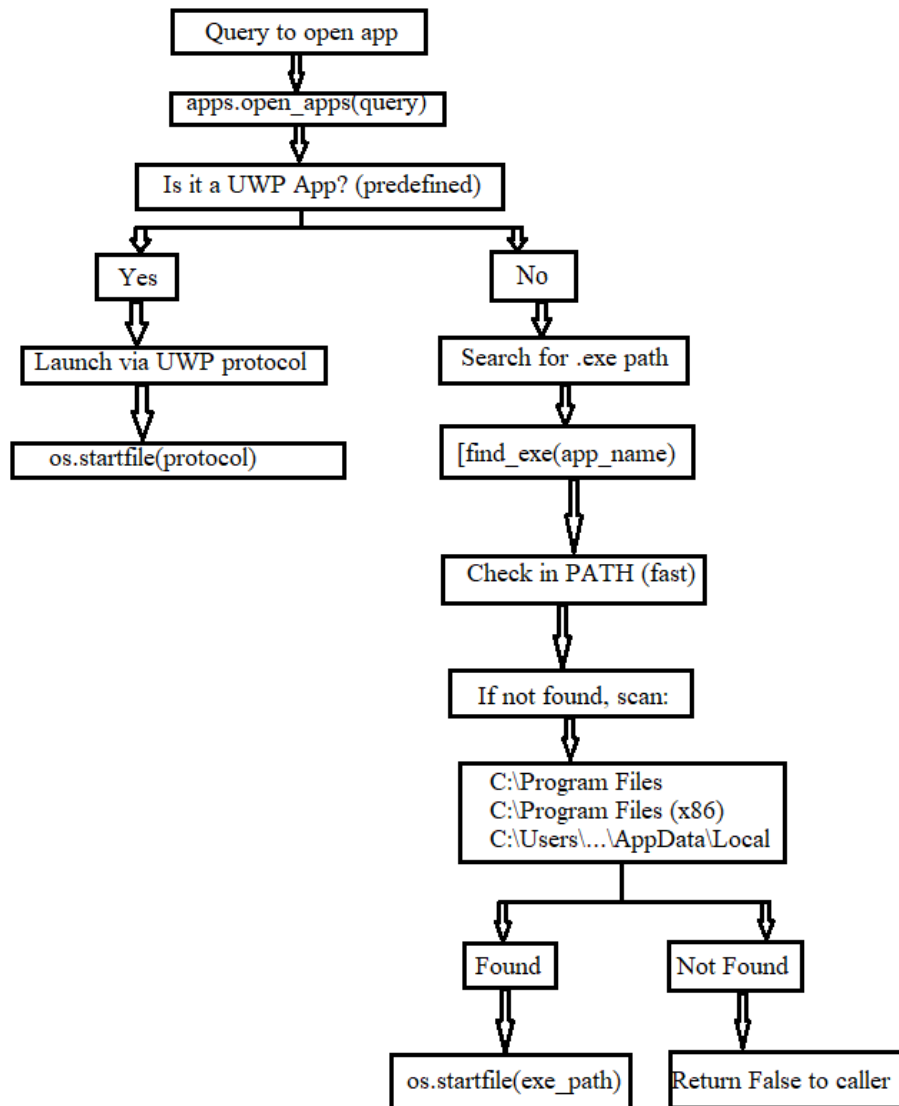 Query to open app
apps.open_apps(query)
Is it a UWP App? (predefined)
Yes
No
Launch via UWP protocol
Search for .exe path
os.startfile(protocol)
[find_exe(app_name)
Check in PATH (fast)
If not found, scan:
C:\Program Files
C:\Program Files (x86)
C:\Users\...\AppData\Local
Found
Not Found
os.startfile(exe_path)
Return False to caller